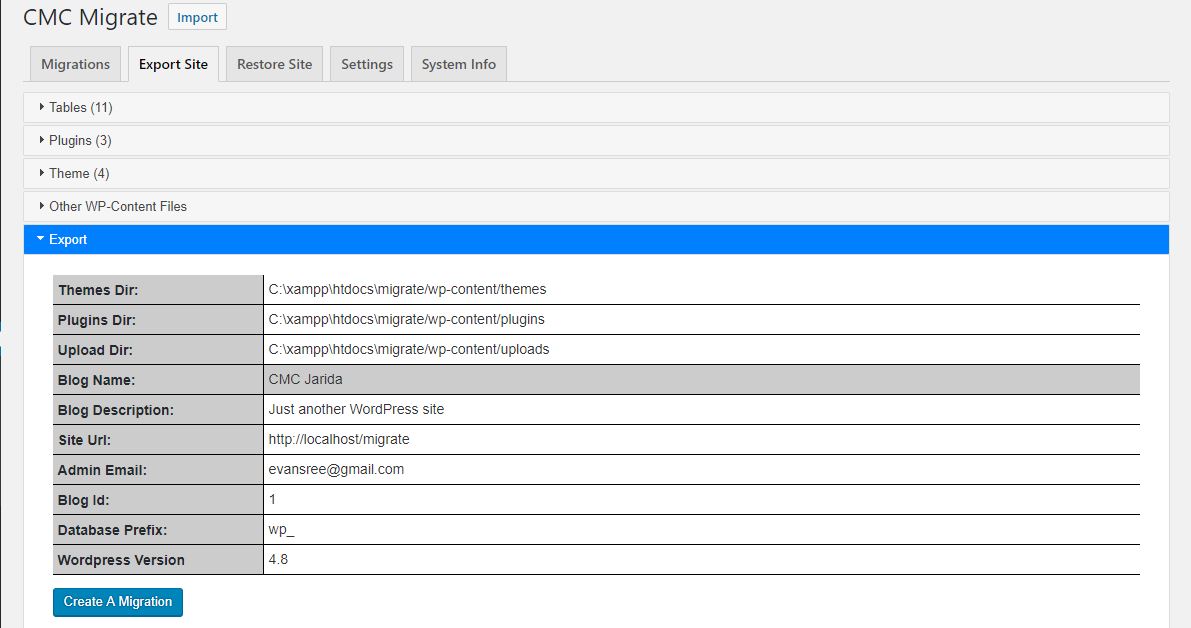 CMC Migrate Import
Migrations Export Site Restore Site Settings System Info
Tables (11)
Plugins (3)
Theme (4)
Other WP-Content Files
Export
Themes Dir: C:\xampp\htdocs\migrate/wp-content/themes
Plugins Dir: C:\xampp\htdocs\migrate/wp-content/plugins
Upload Dir: C:\xampp\htdocs\migrate/wp-content/uploads
Blog Name: CMC Jarida
Blog Description: Just another WordPress site
Site Url: http://localhost/migrate
Admin Email: evansree@gmail.com
Blog Id: 1
Database Prefix: wp_
Wordpress Version 4.8
Create A Migration